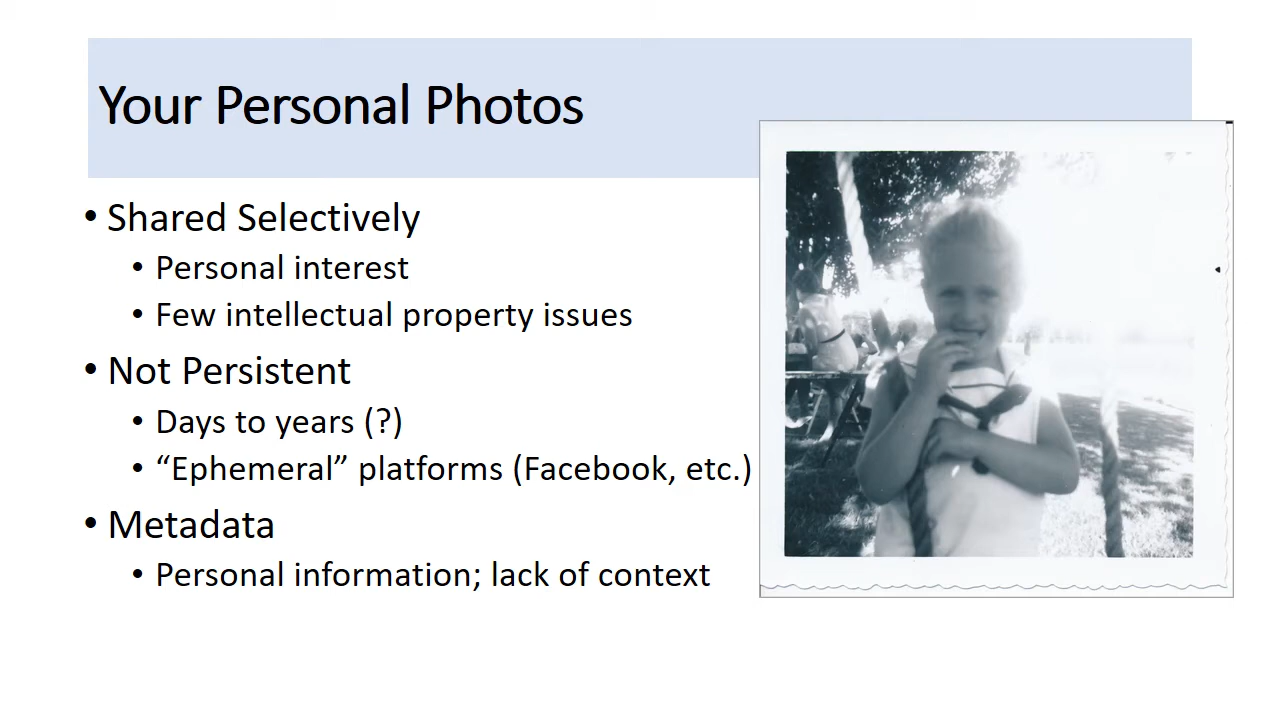 Your Personal Photos
• Shared Selectively
• Personal interest
• Few intellectual property issues
• Not Persistent
• Days to years (?)
• “Ephemeral” platforms (Facebook, etc.)
• Metadata
• Personal information; lack of context